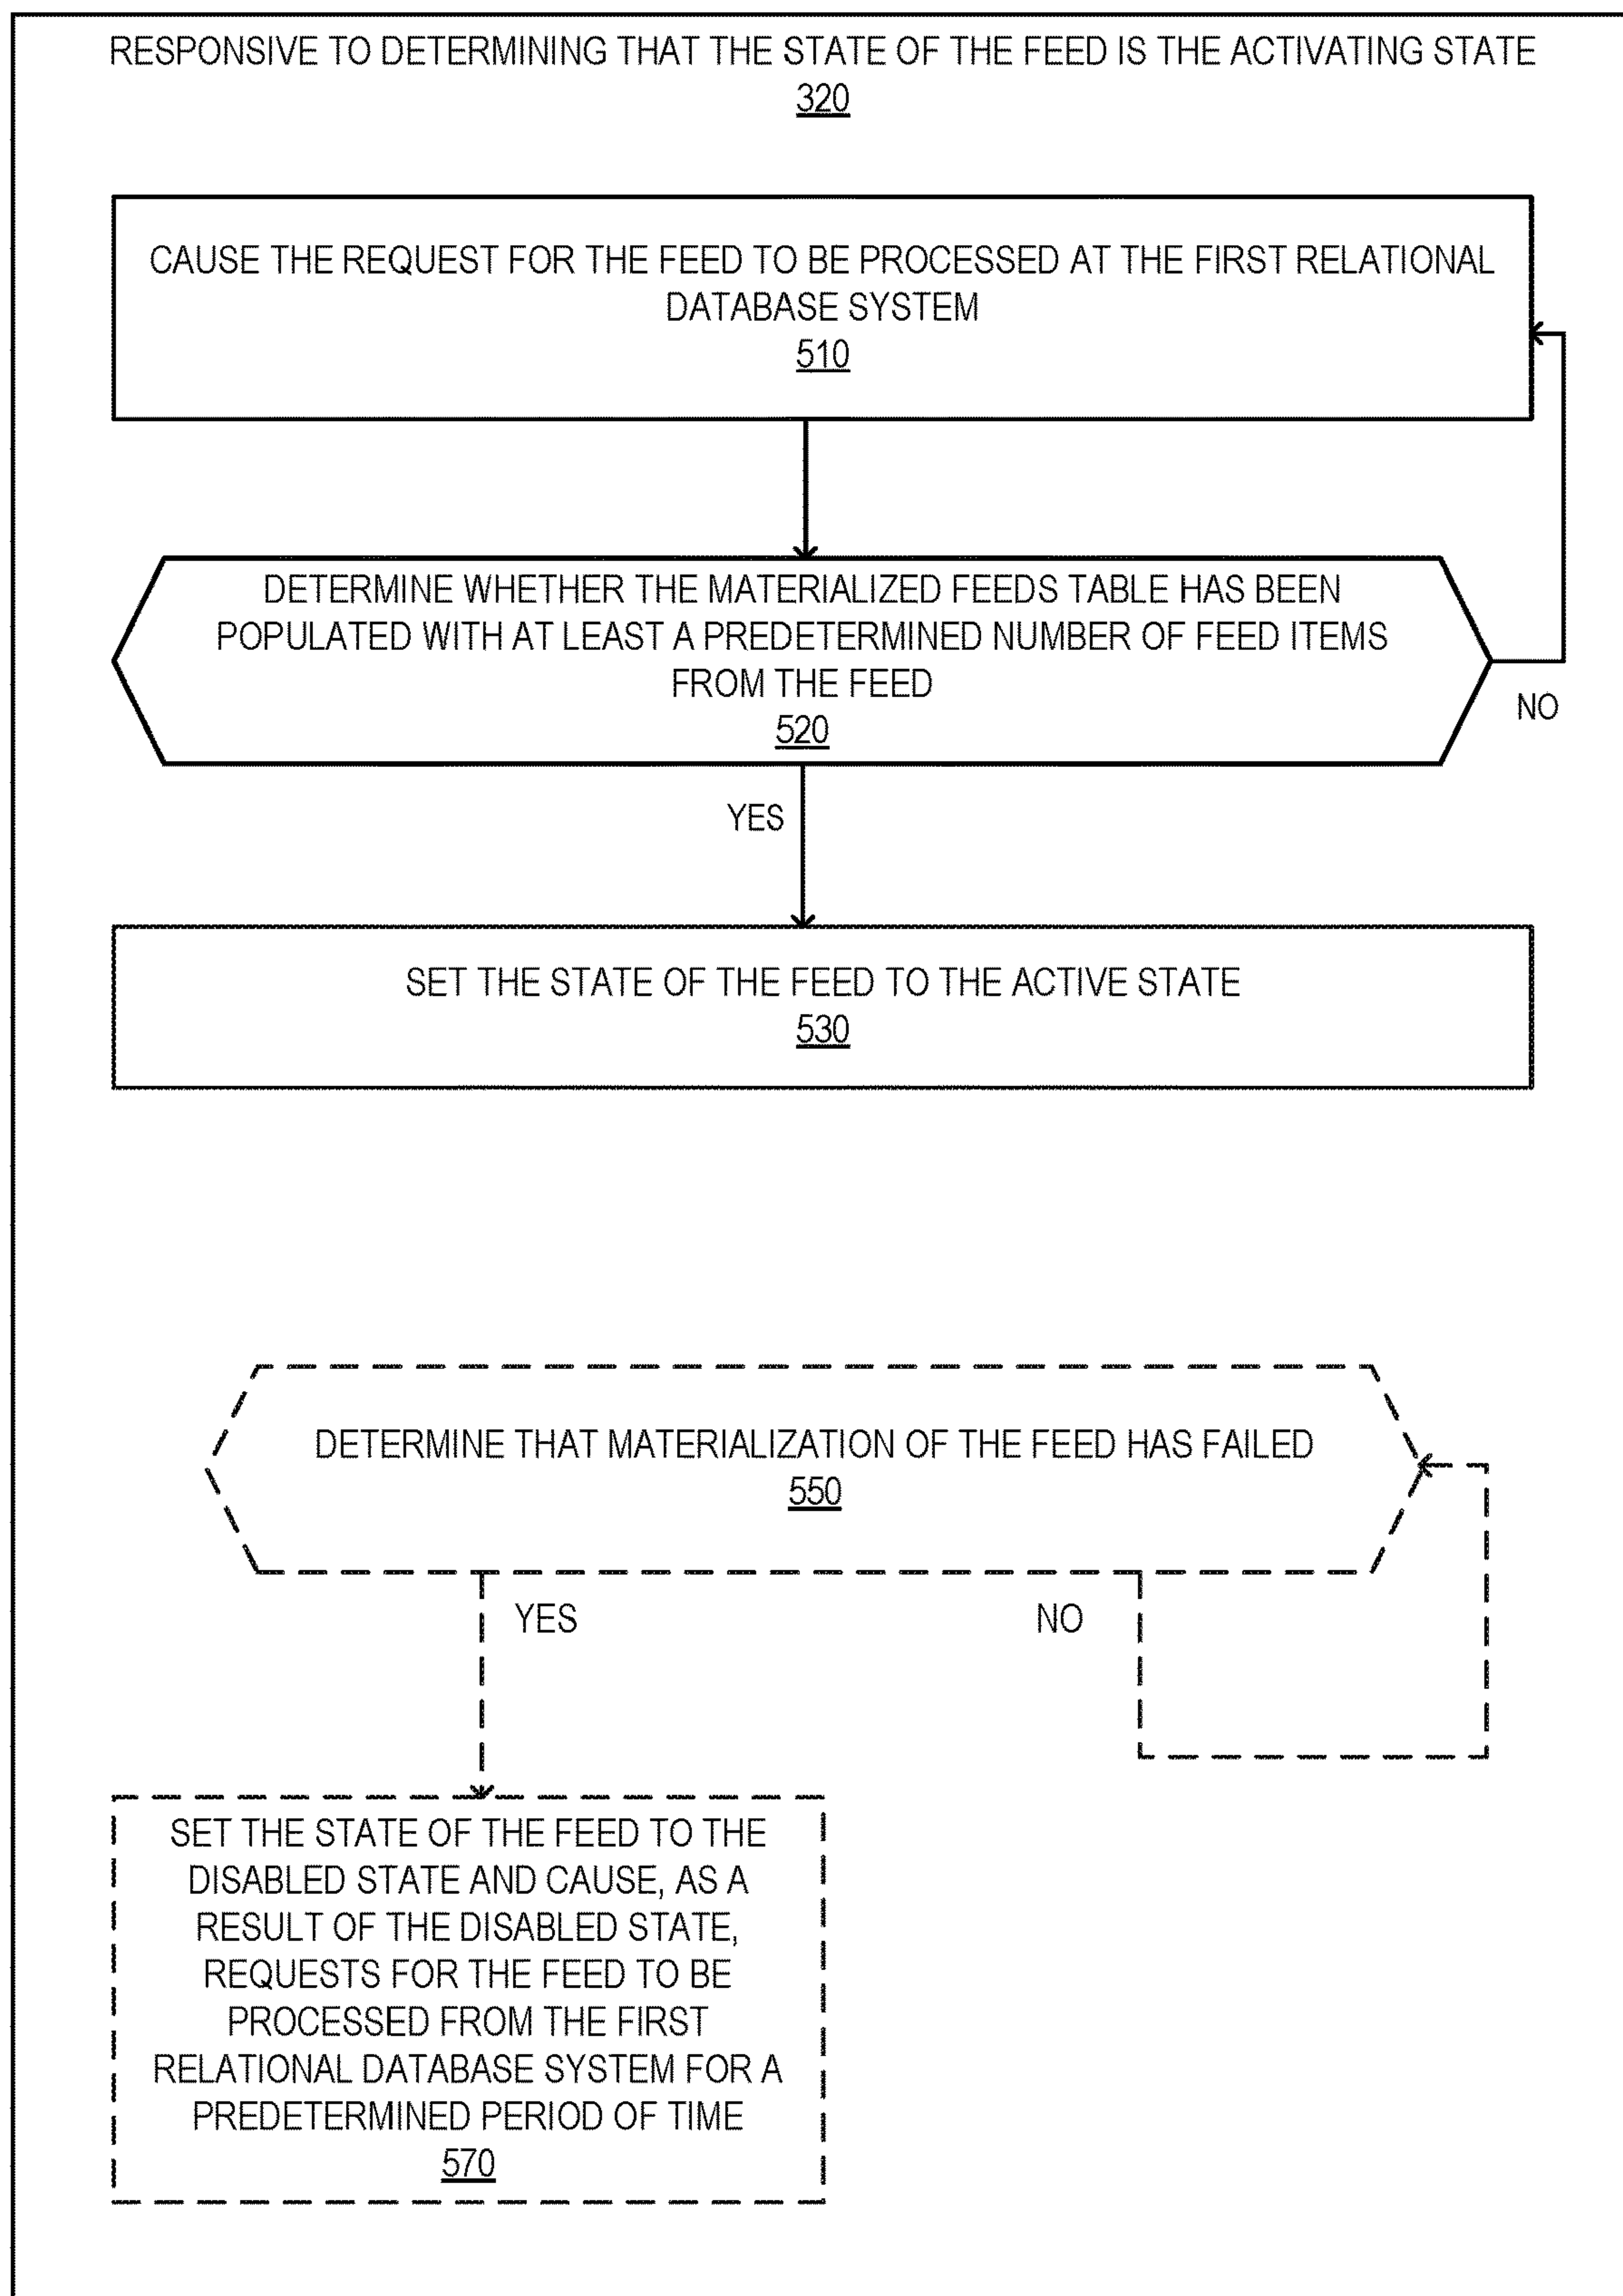 RESPONSIVE TO DETERMINING THAT THE STATE OF THE FEED IS THE ACTIVATING STATE
320
CAUSE THE REQUEST FOR THE FEED TO BE PROCESSED AT THE FIRST RELATIONAL
DATABASE SYSTEM
510
DETERMINE WHETHER THE MATERIALIZED FEEDS TABLE HAS BEEN
POPULATED WITH AT LEAST A PREDETERMINED NUMBER OF FEED ITEMS
FROM THE FEED
520
NO
YES
SET THE STATE OF THE FEED TO THE ACTIVE STATE
530
DETERMINE THAT MATERIALIZATION OF THE FEED HAS FAILED
550
YES
NO
SET THE STATE OF THE FEED TO THE
DISABLED STATE AND CAUSE, AS A
RESULT OF THE DISABLED STATE,
REQUESTS FOR THE FEED TO BE
PROCESSED FROM THE FIRST
RELATIONAL DATABASE SYSTEM FOR A
PREDETERMINED PERIOD OF TIME
570